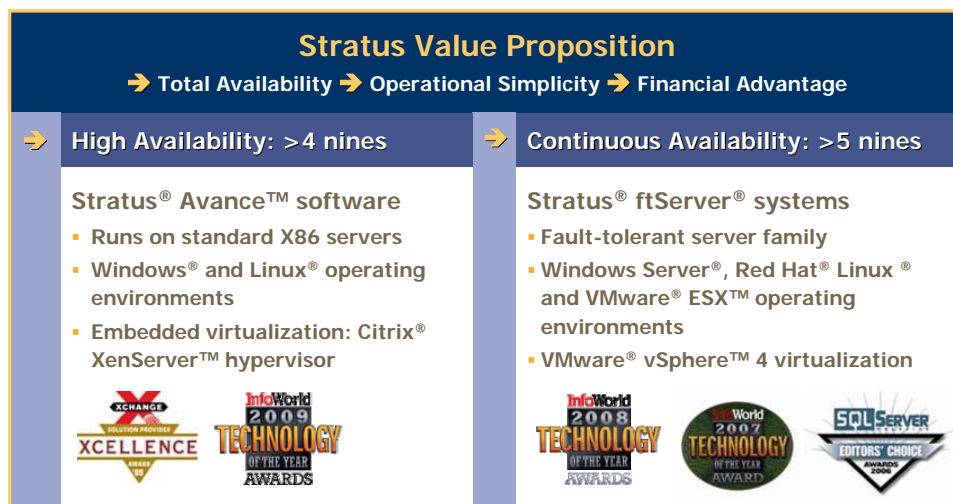 Stratus Value Proposition
➔ Total Availability ➔ Operational Simplicity ➔ Financial Advantage
➔ High Availability: >4 nines
Stratus® Avance™ software
▪ Runs on standard X86 servers
▪ Windows® and Linux® operating
environments
▪ Embedded virtualization: Citrix®
XenServer™ hypervisor
XCHANGE
SOLUTION PROVIDER
XCELLENCE
AWARD
InfoWorld
2009
TECHNOLOGY
OF THE YEAR
AWARDS
➔ Continuous Availability: >5 nines
Stratus® ftServer® systems
▪ Fault-tolerant server family
▪ Windows Server®, Red Hat® Linux ®
and VMware® ESX™ operating
environments
▪ VMware® vSphere™ 4 virtualization
InfoWorld
2008
TECHNOLOGY
OF THE YEAR
AWARDS
InfoWorld
2007
TECHNOLOGY
OF THE YEAR
AWARDS
SQL SERVER
EDITORS' CHOICE
AWARDS
2006